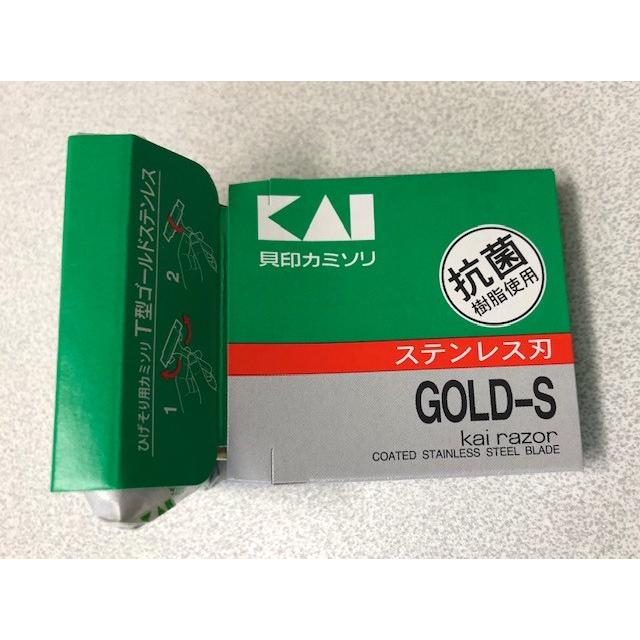 KAI
貝印カミソリ
抗菌
樹脂使用
ステンレス刃
GOLD-S
kai razor
COATED STAINLESS STEEL BLADE
ひげそり用カミソリ T型ゴールドステンレス
1
2
KAI